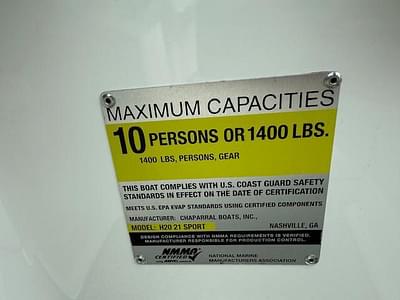 MAXIMUM CAPACITIES
10 PERSONS OR 1400 LBS.
1400 LBS, PERSONS, GEAR
THIS BOAT COMPLIES WITH U.S. COAST GUARD SAFETY
STANDARDS IN EFFECT ON THE DATE OF CERTIFICATION
MEETS U.S. EPA EVAP STANDARDS USING CERTIFIED COMPONENTS
MANUFACTURER: CHAPARRAL BOATS, INC.,
MODEL: H2O 21 SPORT NASHVILLE, GA
DESIGN COMPLIANCE WITH NMMA REQUIREMENTS IS VERIFIED.
MANUFACTURER RESPONSIBLE FOR PRODUCTION CONTROL.
NMMA
CERTIFIED
NATIONAL MARINE
MANUFACTURERS ASSOCIATION